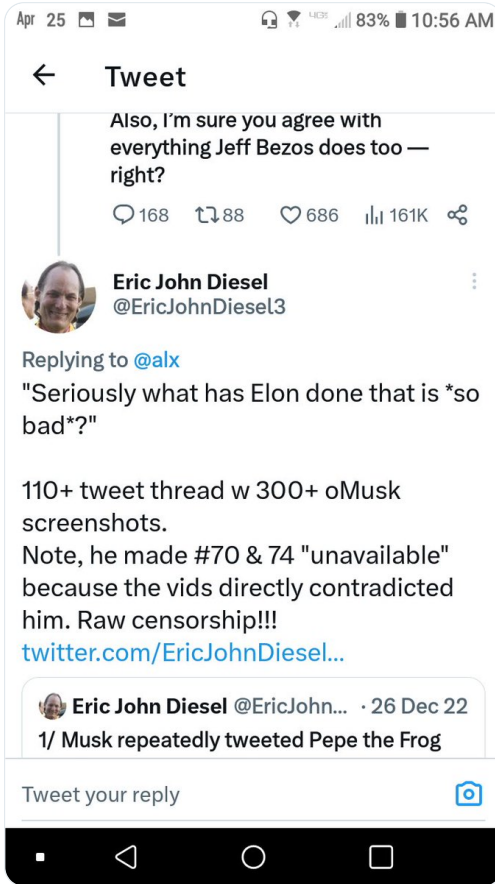 Apr 25 83% 10:56 AM
Tweet
Also, I'm sure you agree with
everything Jeff Bezos does too —
right?
168 88 686 161K
Eric John Diesel
@EricJohnDiesel3
Replying to @alx
"Seriously what has Elon done that is *so
bad*?"
110+ tweet thread w 300+ oMusk
screenshots.
Note, he made #70 & 74 "unavailable"
because the vids directly contradicted
him. Raw censorship!!!
twitter.com/EricJohnDiesel...
Eric John Diesel @EricJohn... · 26 Dec 22
1/ Musk repeatedly tweeted Pepe the Frog
Tweet your reply